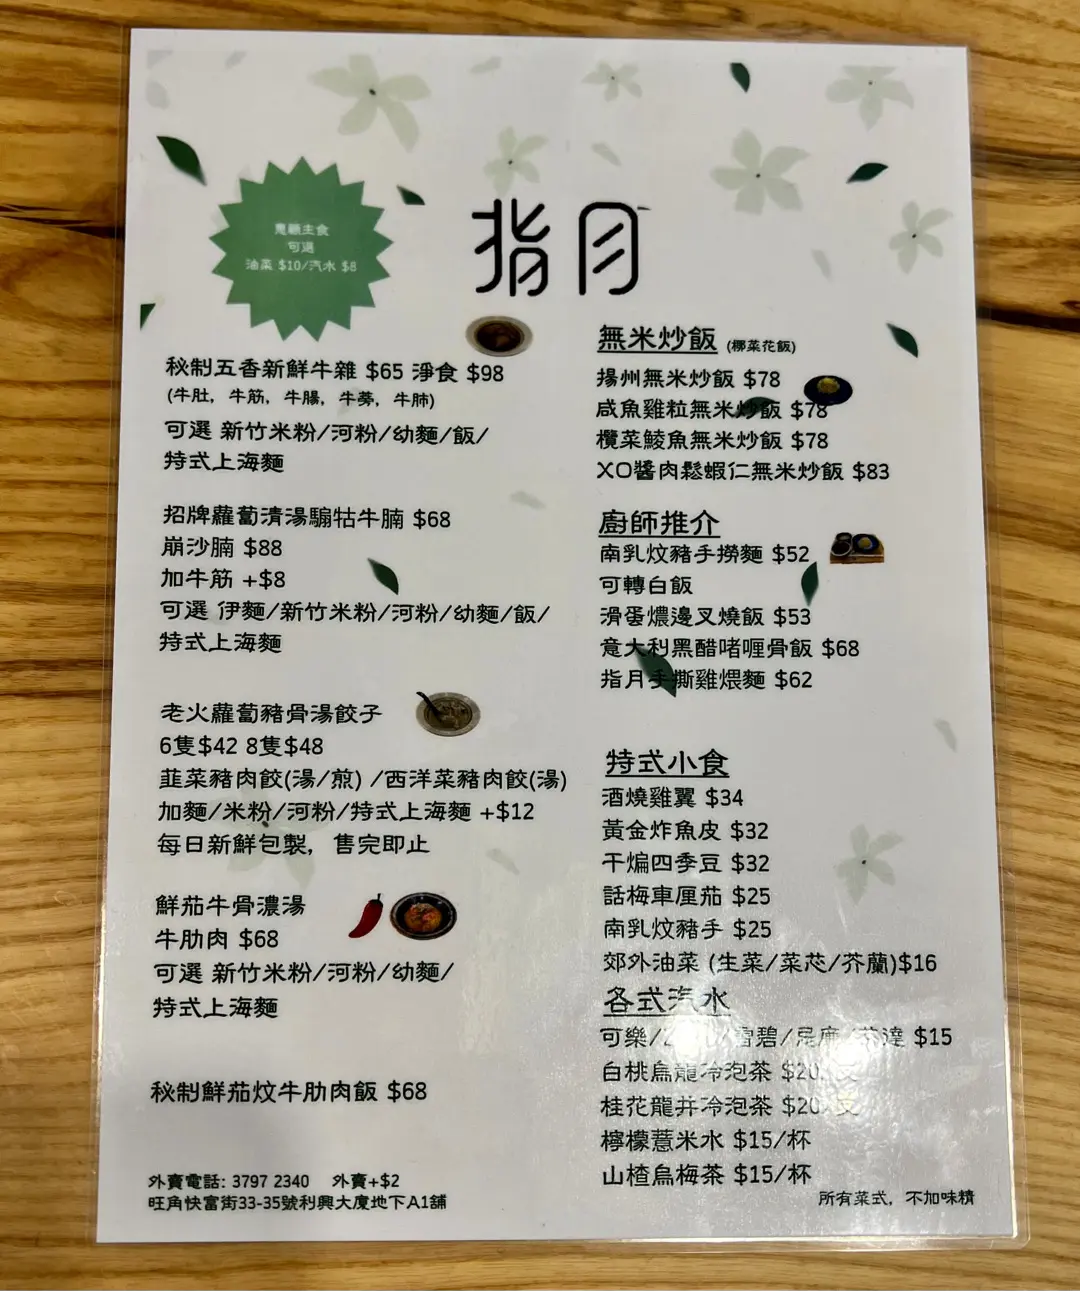 指月
惠顧主食
可選
油菜 $10/汽水 $8
秘制五香新鮮牛雜 $65 淨食 $98
(牛肚, 牛筋, 牛腸, 牛蒡, 牛肺)
可選 新竹米粉/河粉/幼麵/飯/
特式上海麵
招牌蘿蔔清湯騸牯牛腩 $68
崩沙腩 $88
加牛筋 +$8
可選 伊麵/新竹米粉/河粉/幼麵/飯/
特式上海麵
老火蘿蔔豬骨湯餃子
6隻$42 8隻$48
韮菜豬肉餃(湯/煎) /西洋菜豬肉餃(湯)
加麵/米粉/河粉/特式上海麵 +$12
每日新鮮包製, 售完即止
鮮茄牛骨濃湯
牛肋肉 $68
可選 新竹米粉/河粉/幼麵/
特式上海麵
秘制鮮茄炆牛肋肉飯 $68
外賣電話: 3797 2340 外賣+$2
旺角快富街33-35號利興大廈地下A1舖
無米炒飯 (椰菜花飯)
揚州無米炒飯 $78
咸魚雞粒無米炒飯 $78
欖菜鯪魚無米炒飯 $78
XO醬肉鬆蝦仁無米炒飯 $83
廚師推介
南乳炆豬手撈麵 $52
可轉白飯
滑蛋燶邊叉燒飯 $53
意大利黑醋啫喱骨飯 $68
指月手撕雞煨麵 $62
特式小食
酒燒雞翼 $34
黃金炸魚皮 $32
干煸四季豆 $32
話梅車厘茄 $25
南乳炆豬手 $25
郊外油菜 (生菜/菜芯/芥蘭)$16
各式汽水
可樂/ /雪碧/ $15
白桃烏龍冷泡茶 $20/支
桂花龍井冷泡茶 $20/支
檸檬薏米水 $15/杯
山楂烏梅茶 $15/杯
所有菜式, 不加味精